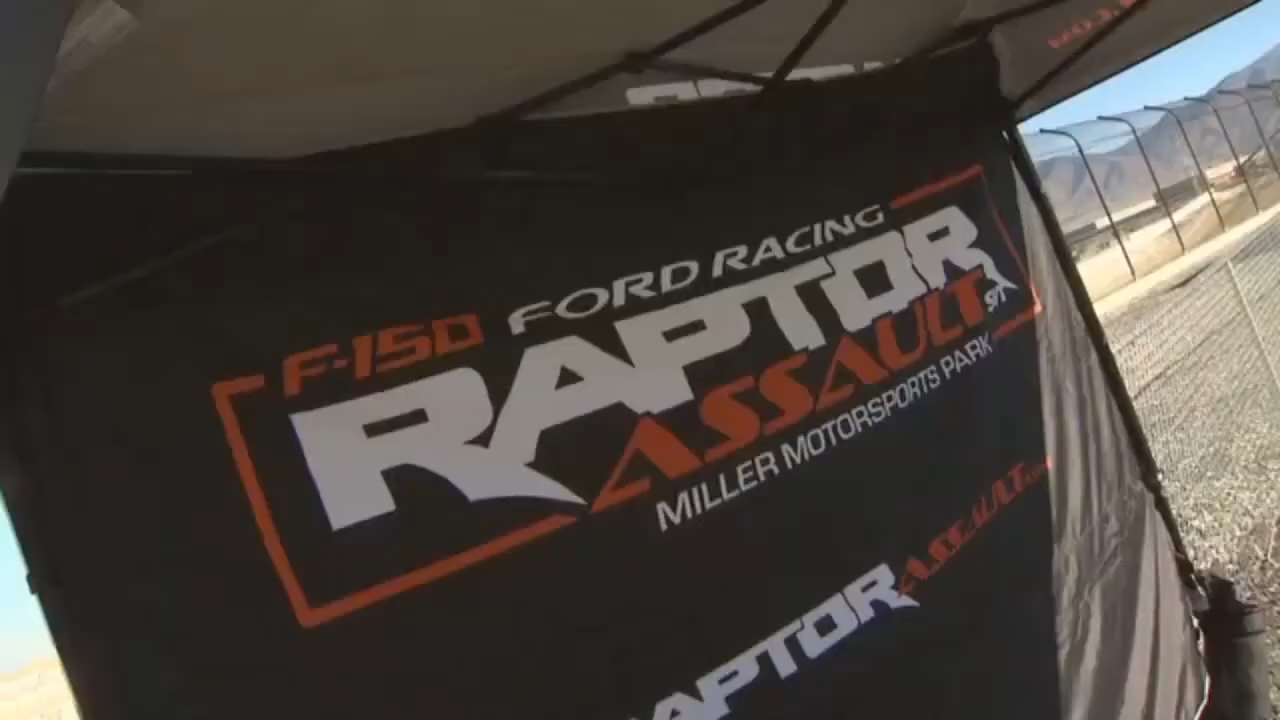 F-150 FORD RACING
RAPTOR
ASSAULT
MILLER MOTORSPORTS PARK
RAPTOR ASSAULT